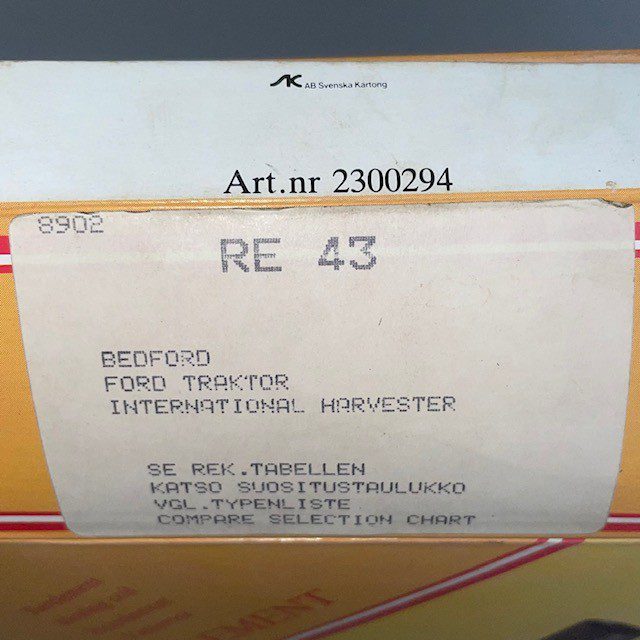 SK AB Svenska Kartong
Art.nr 2300294
8902
RE 43
BEDFORD
FORD TRAKTOR
INTERNATIONAL HARVESTER
SE REK.TABELLEN
KATSO SUOSITUSTAULUKKO
VGL.TYPENLISTE
COMPARE SELECTION CHART